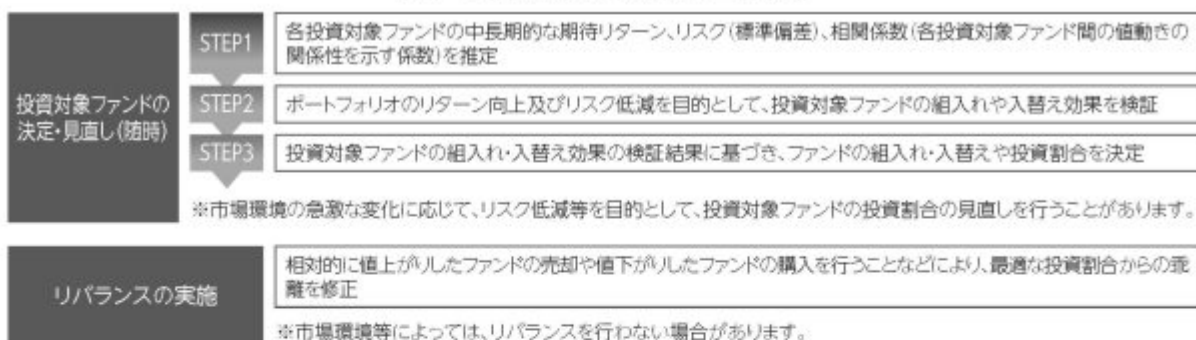 投資対象ファンドの
決定・見直し(随時)
STEP1
各投資対象ファンドの中長期的な期待リターン、リスク(標準偏差)、相関係数(各投資対象ファンド間の値動きの
関係性を示す係数)を推定
STEP2
ポートフォリオのリターン向上及びリスク低減を目的として、投資対象ファンドの組入れや入替え効果を検証
STEP3
投資対象ファンドの組入れ・入替え効果の検証結果に基づき、ファンドの組入れ・入替えや投資割合を決定
※市場環境の急激な変化に応じて、リスク低減等を目的として、投資対象ファンドの投資割合の見直しを行うことがあります。
リバランスの実施
相対的に値上がりしたファンドの売却や値下がりしたファンドの購入を行うことなどにより、最適な投資割合からの乖
離を修正
※市場環境等によっては、リバランスを行わない場合があります。